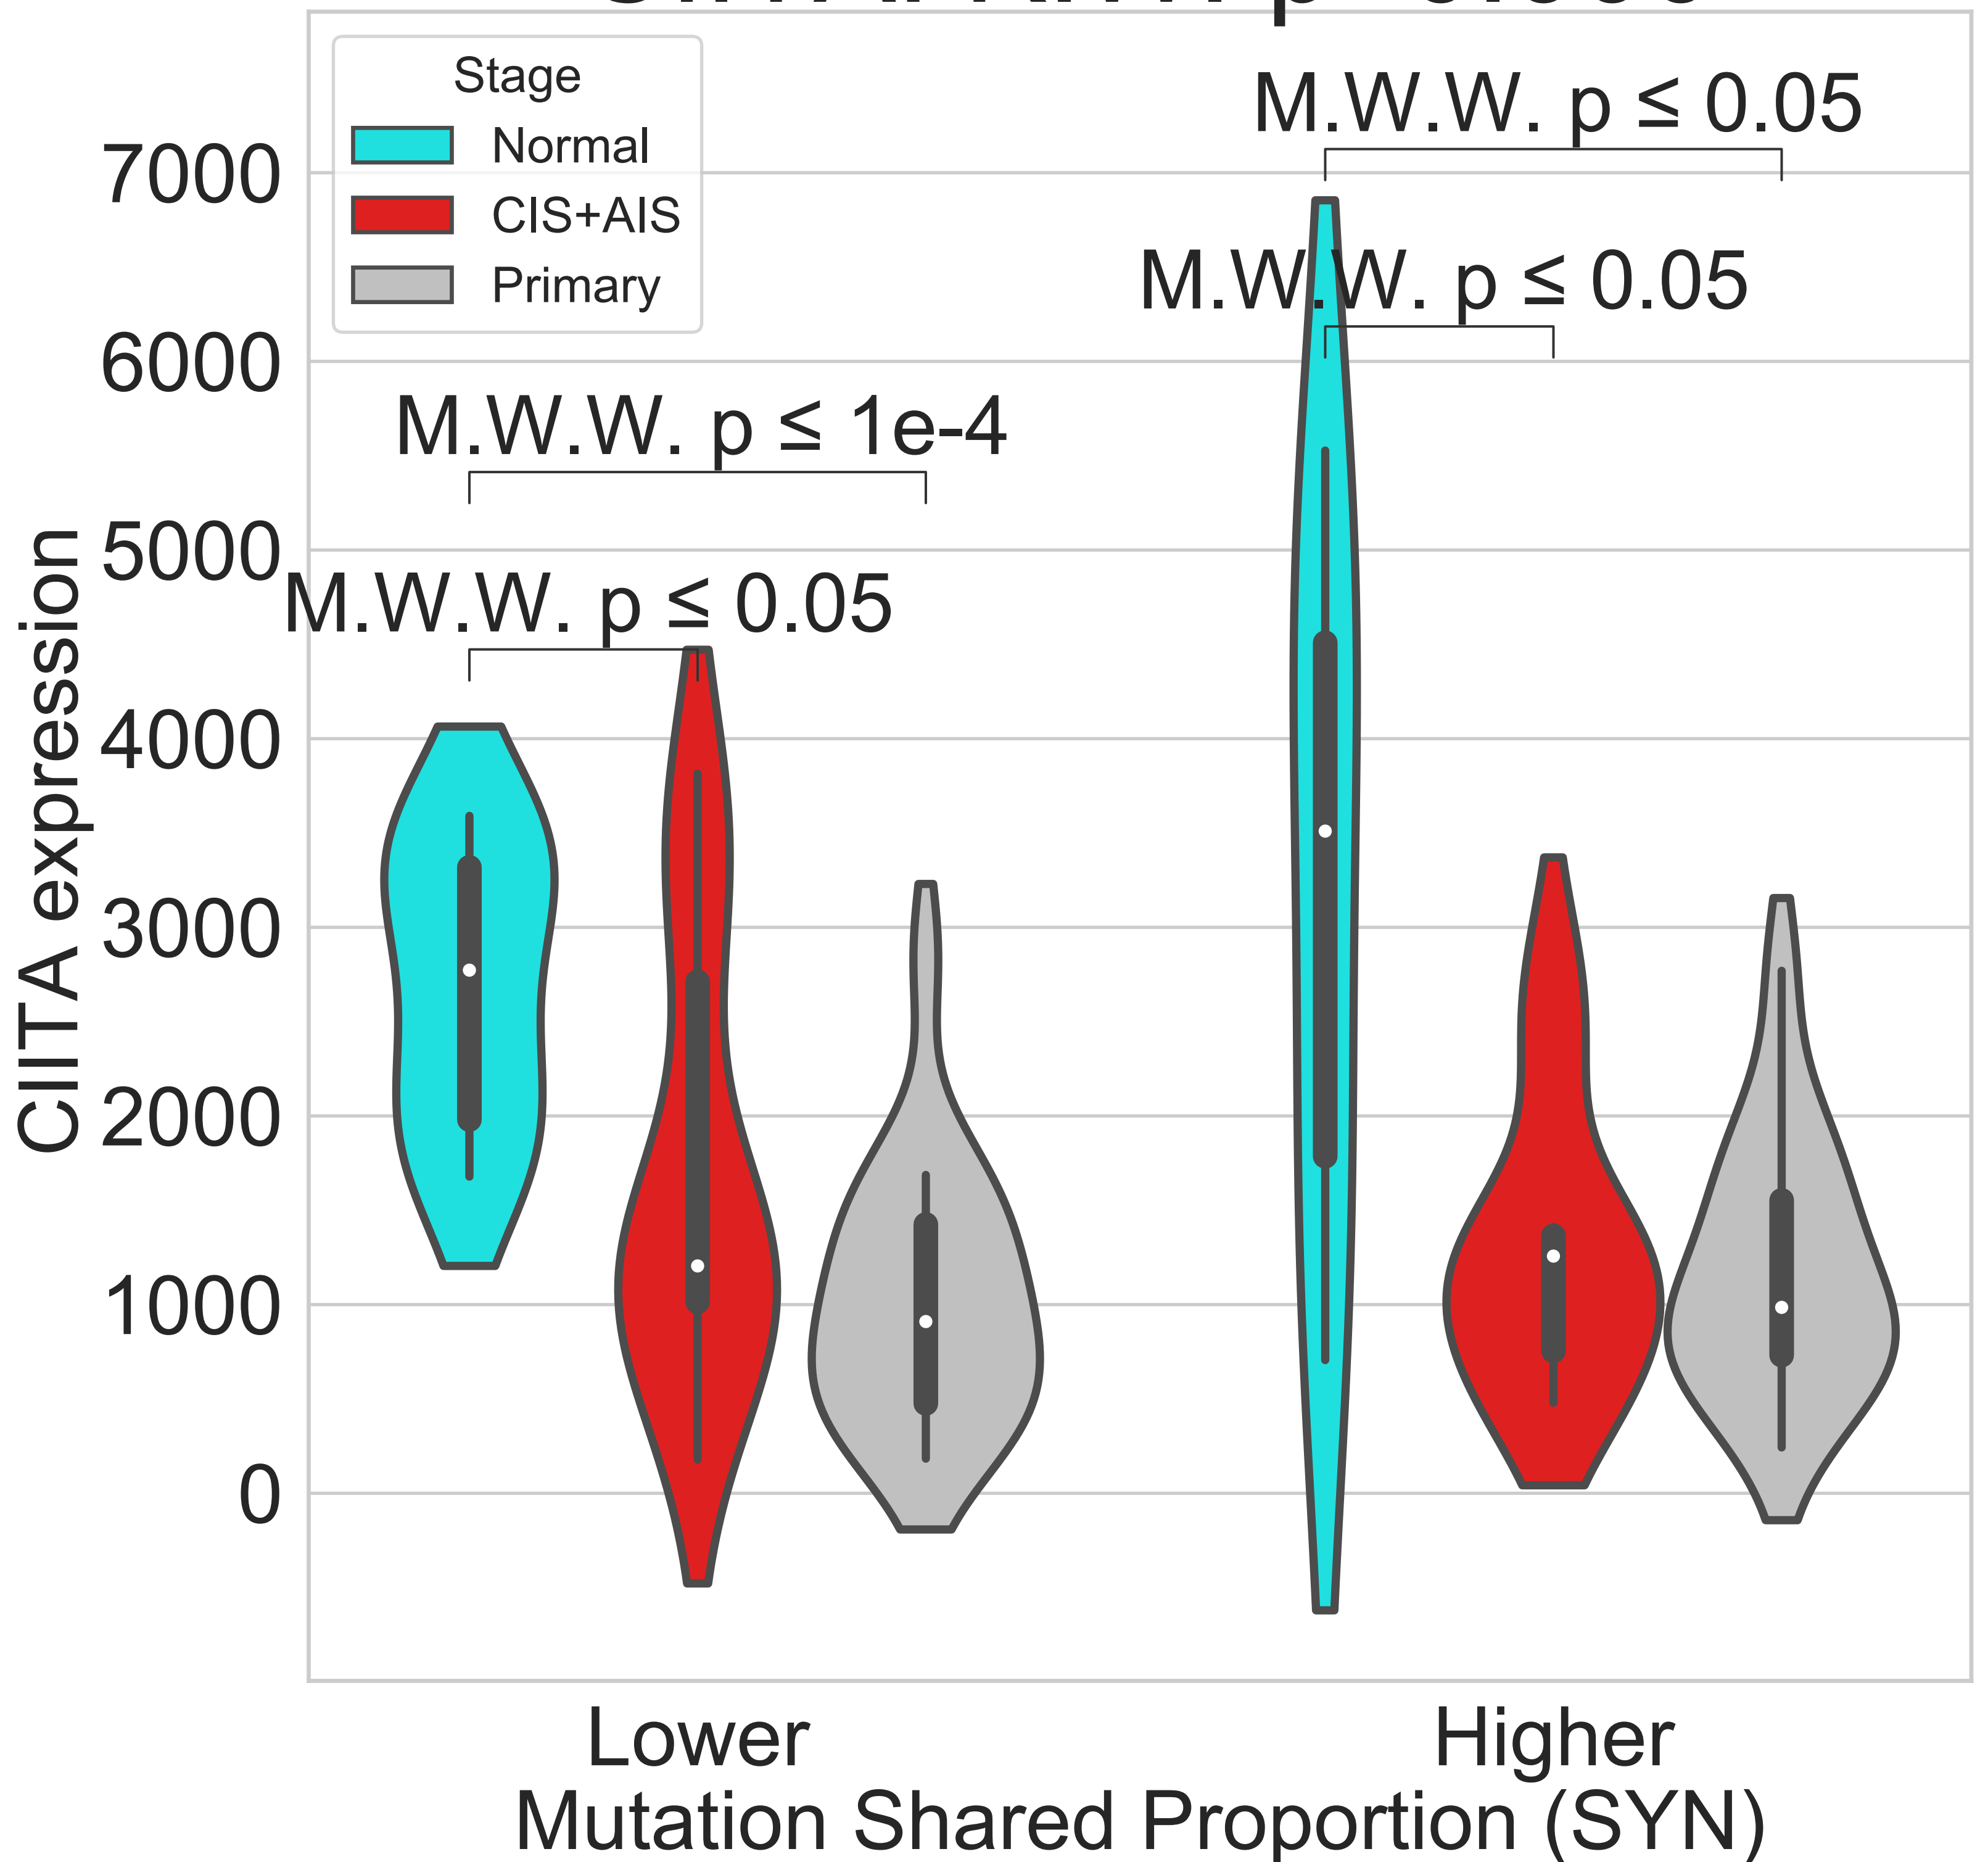 Stage
Normal
CIS+AIS
Primary
M.W.W. p ≤ 0.05
M.W.W. p ≤ 0.05
M.W.W. p ≤ 1e-4
M.W.W. p ≤ 0.05
7000
6000
5000
4000
3000
2000
1000
0
CIITA expression
Lower
Higher
Mutation Shared Proportion (SYN)